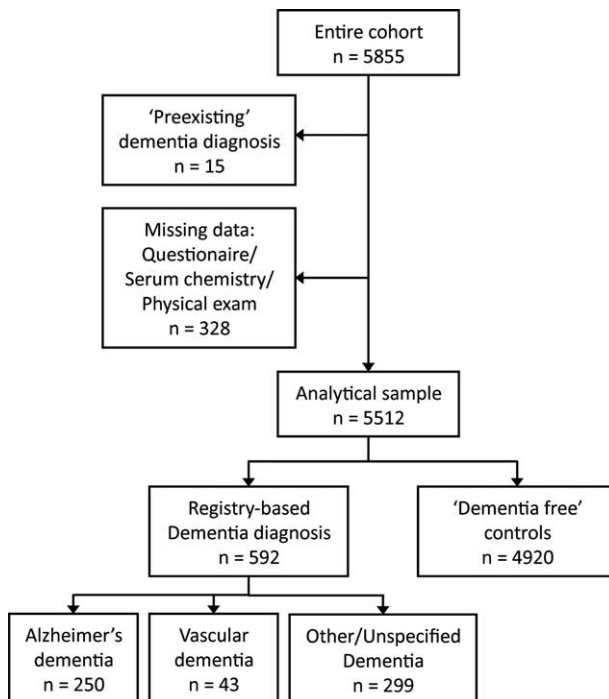 Entire cohort
n = 5855
‘Preexisting’
dementia diagnosis
n = 15
Missing data:
Questionaire/
Serum chemistry/
Physical exam
n = 328
Analytical sample
n = 5512
Registry-based
Dementia diagnosis
n = 592
‘Dementia free’
controls
n = 4920
Alzheimer’s
dementia
n = 250
Vascular
dementia
n = 43
Other/Unspecified
Dementia
n = 299